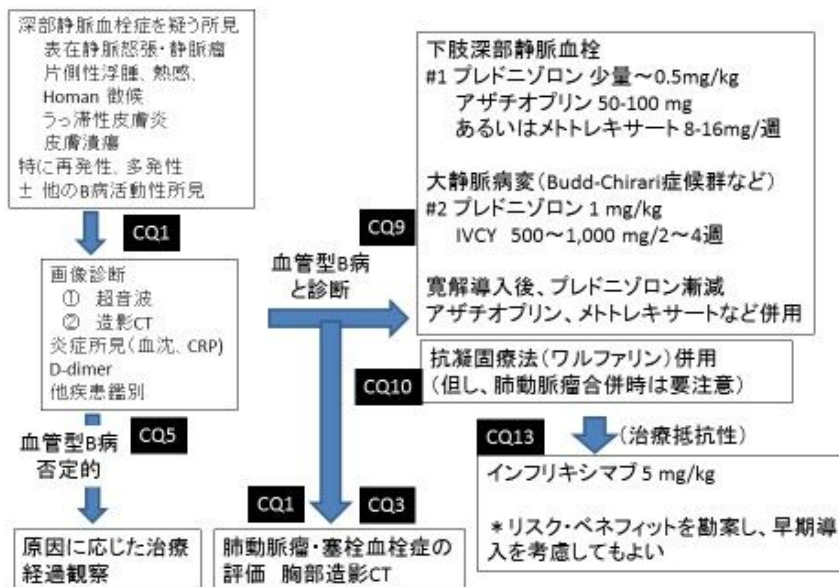 深部静脈血栓症を疑う所見
表在静脈怒張・静脈瘤
片側性浮腫、熱感、
Homan 徴候
うっ滞性皮膚炎
皮膚潰瘍
特に再発性、多発性
± 他のB病活動性所見
CQ1
画像診断
① 超音波
② 造影CT
炎症所見(血沈、CRP)
D-dimer
他疾患鑑別
CQ5
血管型B病
否定的
原因に応じた治療
経過観察
血管型B病
と診断
CQ1
CQ3
肺動脈瘤・塞栓血栓症の
評価 胸部造影CT
CQ9
下肢深部静脈血栓
#1 プレドニゾロン 少量~0.5mg/kg
アザチオプリン 50-100 mg
あるいはメトトレキサート 8-16mg/週
大静脈病変(Budd-Chirari症候群など)
#2 プレドニゾロン 1 mg/kg
IVCY 500~1,000 mg/2~4週
寛解導入後、プレドニゾロン漸減
アザチオプリン、メトトレキサートなど併用
CQ10
抗凝固療法(ワルファリン)併用
(但し、肺動脈瘤合併時は要注意)
CQ13
(治療抵抗性)
インフリキシマブ 5 mg/kg
*リスク・ベネフィットを勘案し、早期導
入を考慮してもよい